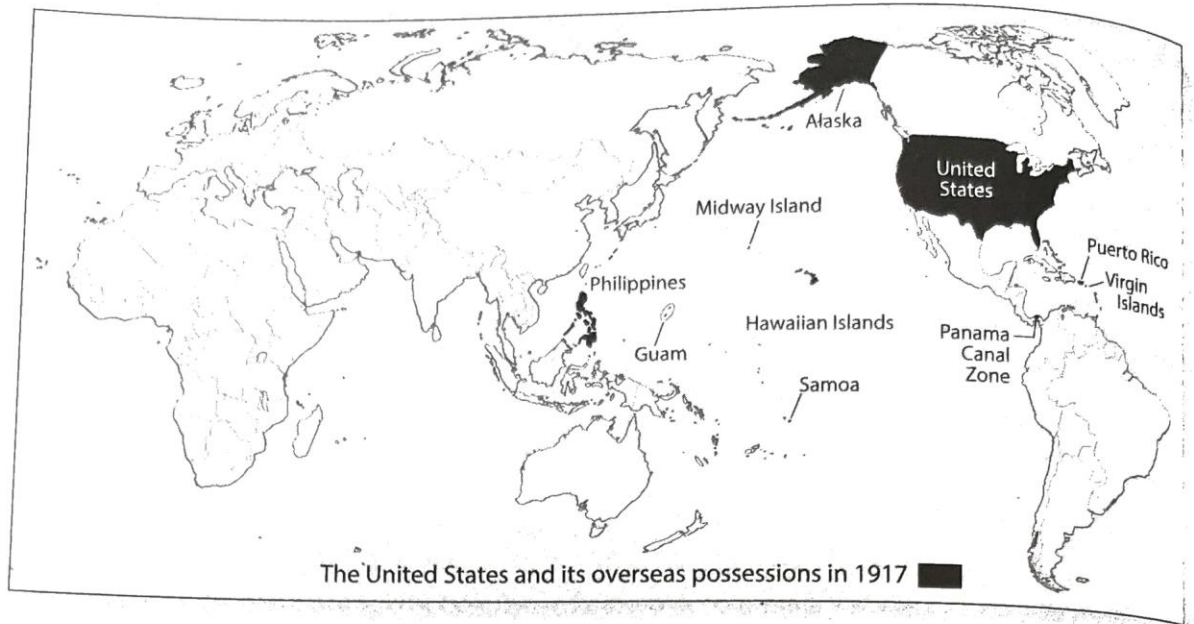 Alaska
United
States
Midway Island
Puerto Rico
Virgin
Islands
Philippines
Hawaiian Islands
Panama
Canal
Zone
Guam
Samoa
The United States and its overseas possessions in 1917